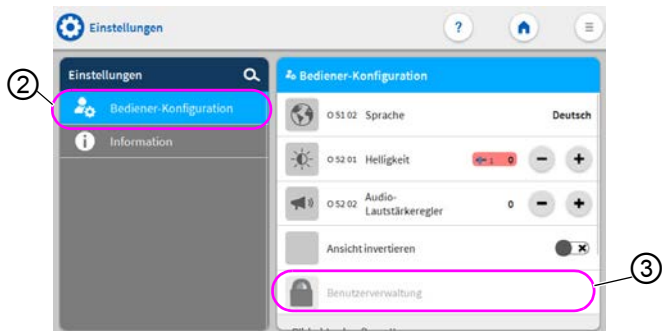 Einstellungen
?
②
Einstellungen
Bediener-Konfiguration
i Information
Bediener-Konfiguration
O 51 02 Sprache Deutsch
O 52 01 Helligkeit 0 − +
O 52 02 Audio-
Lautstärkeregler 0 − +
Ansicht invertieren
Benutzerverwaltung
③